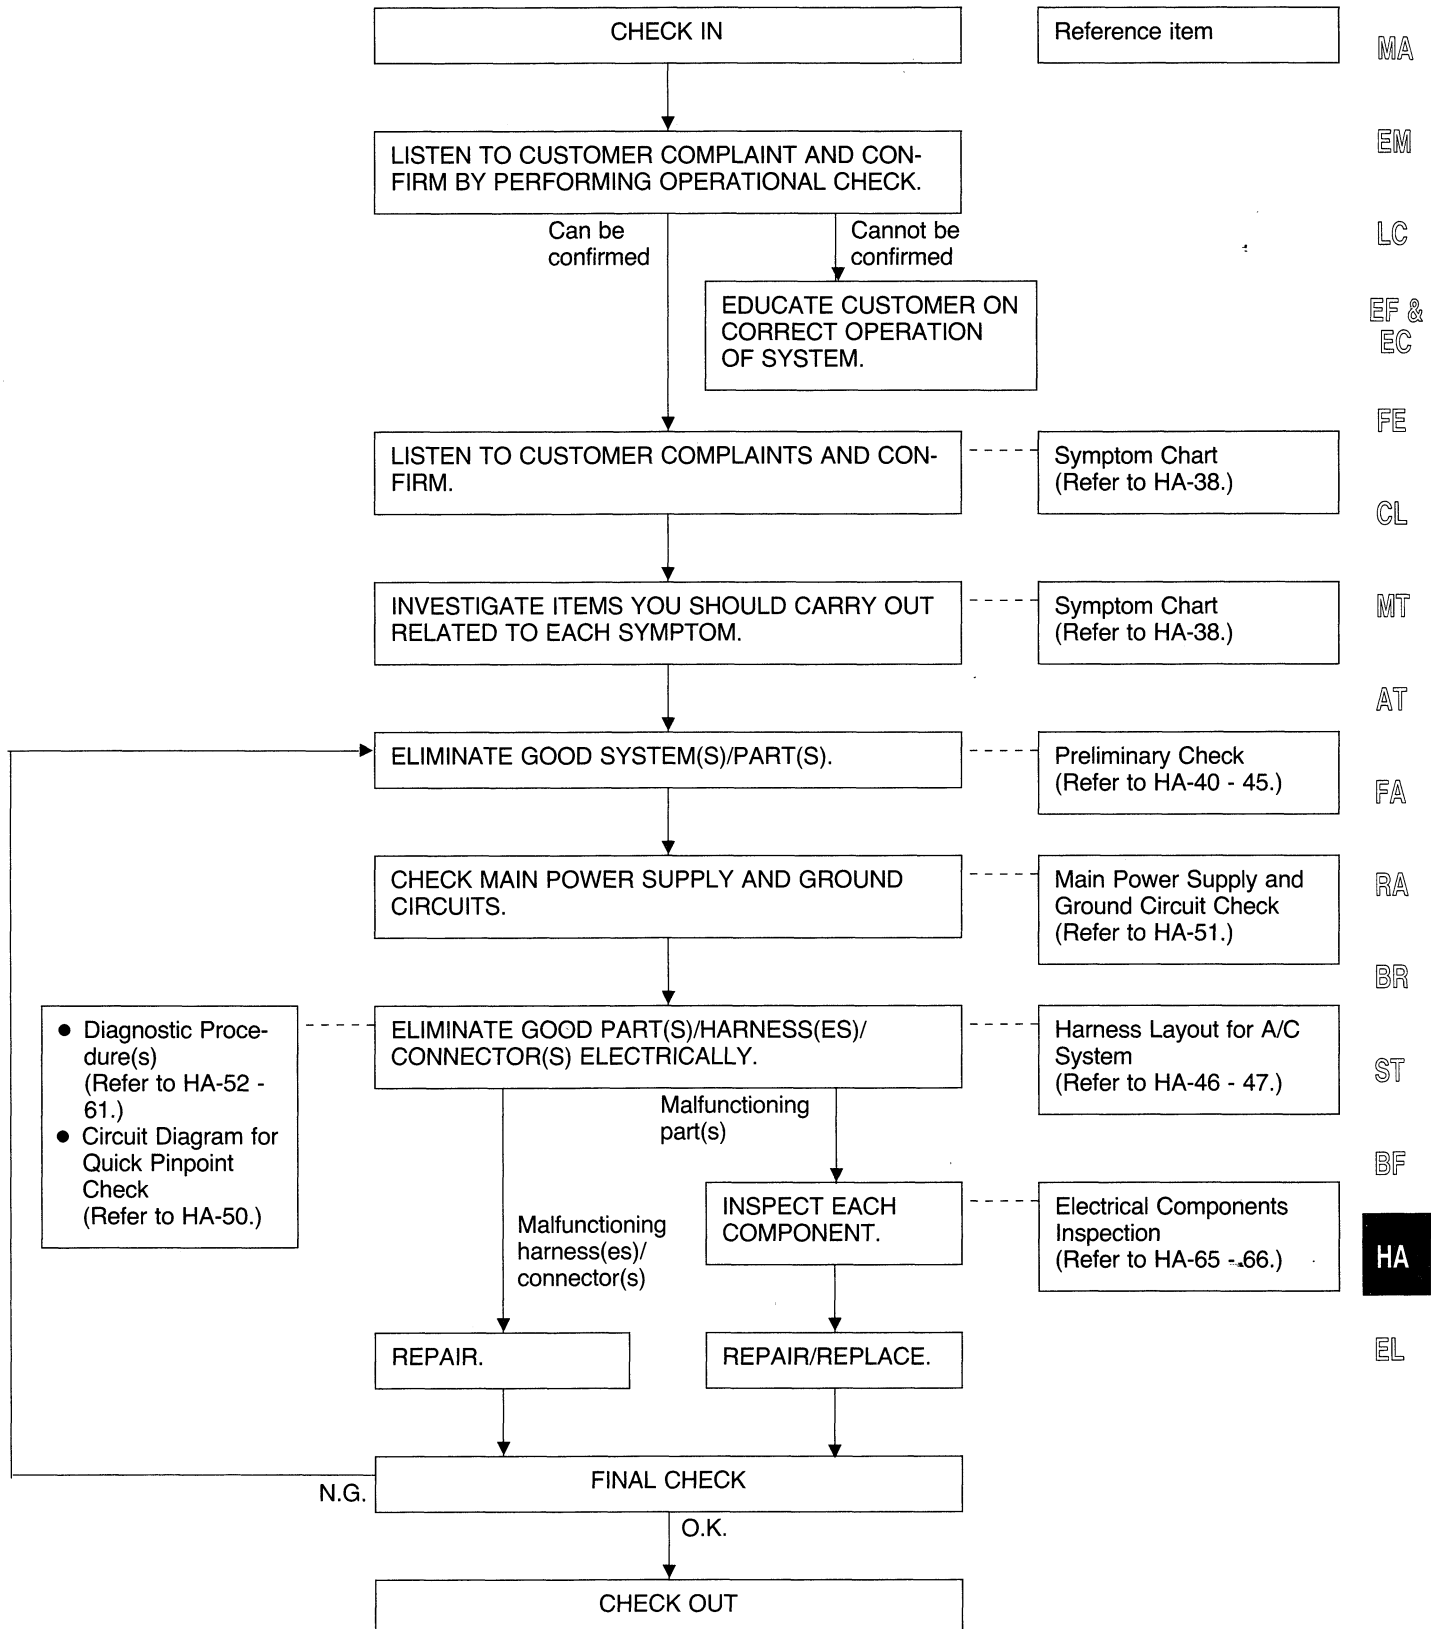 CHECK IN
Reference item
LISTEN TO CUSTOMER COMPLAINT AND CON-
FIRM BY PERFORMING OPERATIONAL CHECK.
Can be
confirmed
Cannot be
confirmed
EDUCATE CUSTOMER ON
CORRECT OPERATION
OF SYSTEM.
LISTEN TO CUSTOMER COMPLAINTS AND CON-
FIRM.
Symptom Chart
(Refer to HA-38.)
INVESTIGATE ITEMS YOU SHOULD CARRY OUT
RELATED TO EACH SYMPTOM.
Symptom Chart
(Refer to HA-38.)
ELIMINATE GOOD SYSTEM(S)/PART(S).
Preliminary Check
(Refer to HA-40 - 45.)
CHECK MAIN POWER SUPPLY AND GROUND
CIRCUITS.
Main Power Supply and
Ground Circuit Check
(Refer to HA-51.)
● Diagnostic Proce-
dure(s)
(Refer to HA-52 -
61.)
● Circuit Diagram for
Quick Pinpoint
Check
(Refer to HA-50.)
ELIMINATE GOOD PART(S)/HARNESS(ES)/
CONNECTOR(S) ELECTRICALLY.
Harness Layout for A/C
System
(Refer to HA-46 - 47.)
Malfunctioning
part(s)
Malfunctioning
harness(es)/
connector(s)
INSPECT EACH
COMPONENT.
Electrical Components
Inspection
(Refer to HA-65 - 66.)
REPAIR.
REPAIR/REPLACE.
FINAL CHECK
N.G.
O.K.
CHECK OUT
MA
EM
LC
EF &
EC
FE
CL
MT
AT
FA
RA
BR
ST
BF
HA
EL